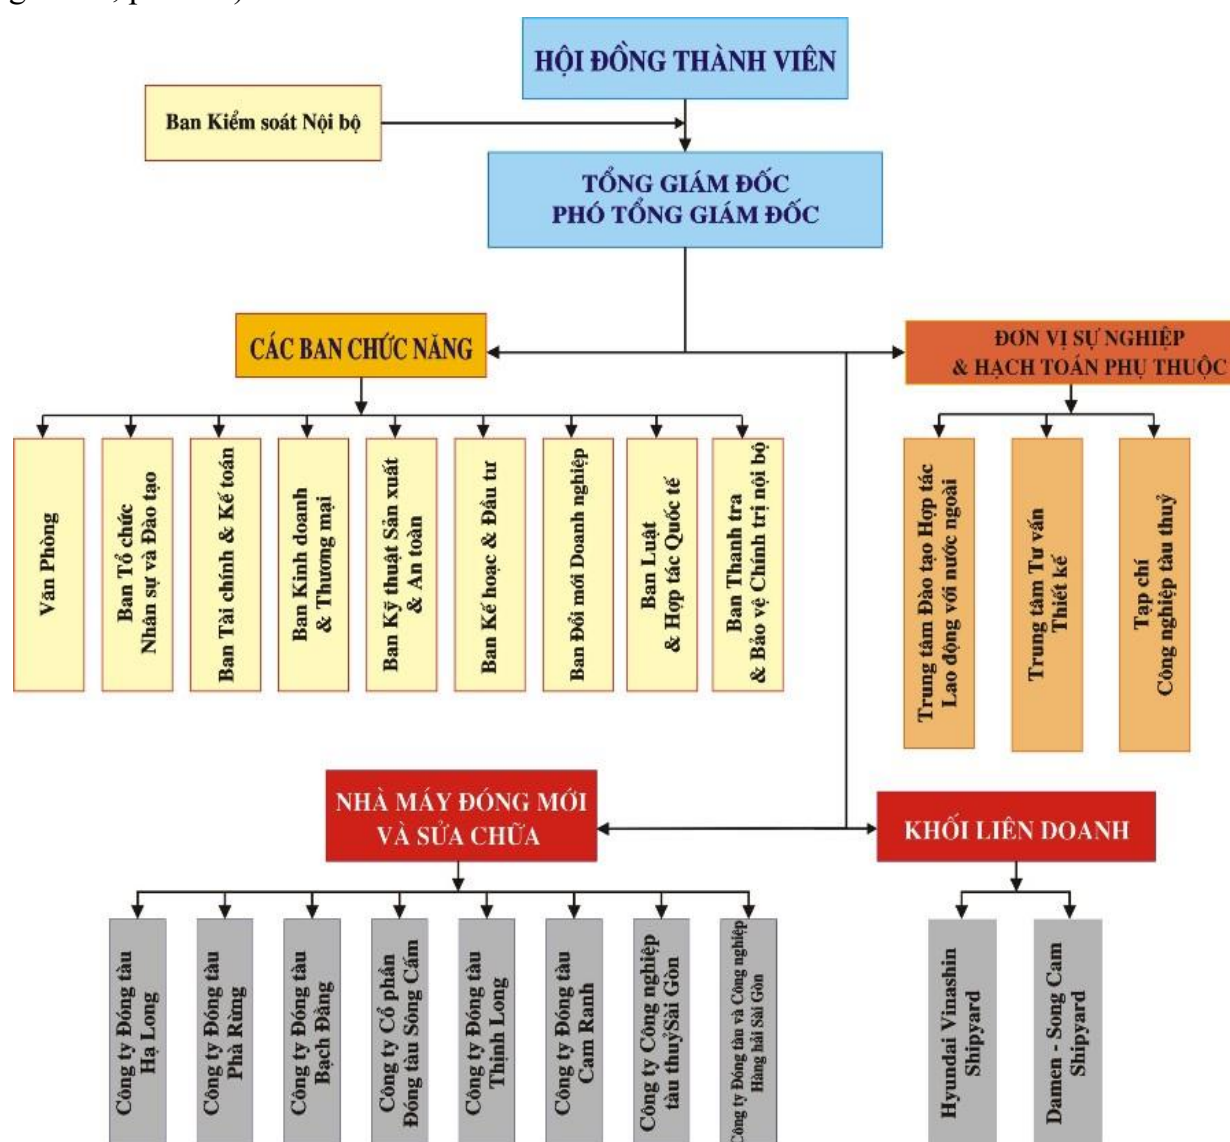 HỘI ĐỒNG THÀNH VIÊN
Ban Kiểm soát Nội bộ
TỔNG GIÁM ĐỐC
PHÓ TỔNG GIÁM ĐỐC
CÁC BAN CHỨC NĂNG
ĐƠN VỊ SỰ NGHIỆP
& HẠCH TOÁN PHỤ THUỘC
Văn Phòng
Ban Tổ chức
Nhân sự và Đào tạo
Ban Tài chính & Kế toán
Ban Kinh doanh
& Thương mại
Ban Kỹ thuật Sản xuất
& An toàn
Ban Kế hoạc & Đầu tư
Ban Đổi mới Doanh nghiệp
Ban Luật
& Hợp tác Quốc tế
Ban Thanh tra
& Bảo vệ Chính trị nội bộ
Trung tâm Đào tạo Hợp tác
Lao động với nước ngoài
Trung tâm Tư vấn
Thiết kế
Tạp chí
Công nghiệp tàu thuỷ
NHÀ MÁY ĐÓNG MỚI
VÀ SỬA CHỮA
KHỐI LIÊN DOANH
Công ty Đóng tàu
Hạ Long
Công ty Đóng tàu
Phà Rừng
Công ty Đóng tàu
Bạch Đằng
Công ty Cổ phần
Đóng tàu Sông Cấm
Công ty Đóng tàu
Thịnh Long
Công ty Đóng tàu
Cam Ranh
Công ty Công nghiệp
tàu thuỷSài Gòn
Công ty Đóng tàu và Công nghiệp
Hàng hải Sài Gòn
Hyundai Vinashin
Shipyard
Damen - Song Cam
Shipyard